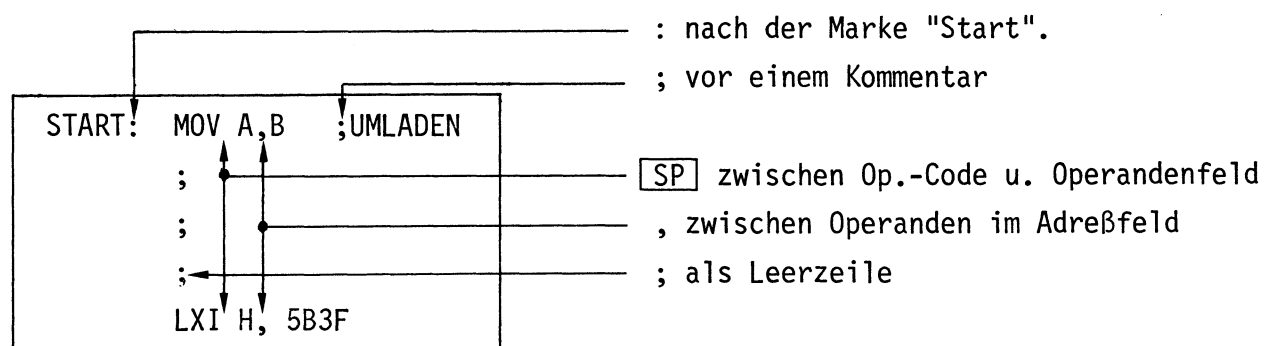 : nach der Marke "Start".
; vor einem Kommentar
START: MOV A,B ;UMLADEN
; SP zwischen Op.-Code u. Operandenfeld
; , zwischen Operanden im Adreßfeld
; ; als Leerzeile
LXI H, 5B3F